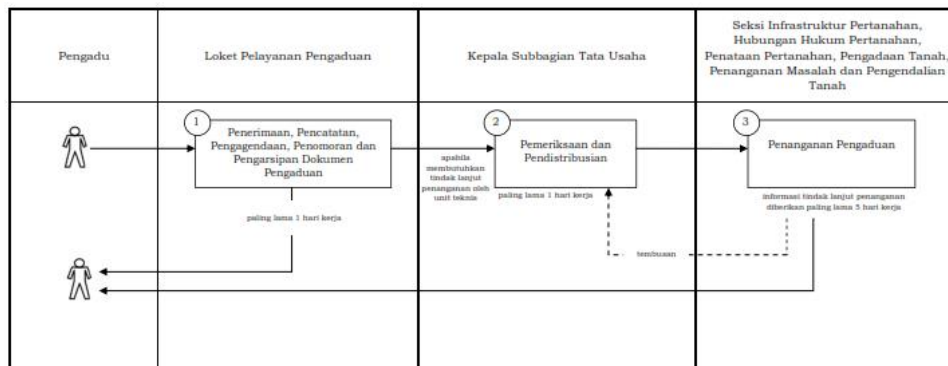 Pengadu
Loket Pelayanan Pengaduan
Kepala Subbagian Tata Usaha
Seksi Infrastruktur Pertanahan,
Hubungan Hukum Pertanahan,
Penataan Pertanahan, Pengadaan Tanah,
Penanganan Masalah dan Pengendalian
Tanah
1
Penerimaan, Pencatatan,
Pengagendaan, Penomoran dan
Pengarsipan Dokumen
Pengaduan
paling lama 1 hari kerja
apabila
membutuhkan
tindak lanjut
penanganan oleh
unit teknis
2
Pemeriksaan dan
Pendistribusian
paling lama 1 hari kerja
3
Penanganan Pengaduan
informasi tindak lanjut penanganan
diberikan paling lama 5 hari kerja
tembusan